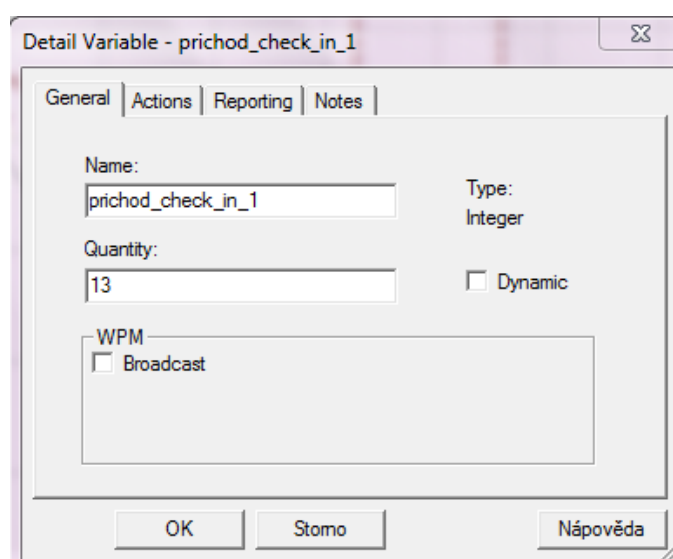 Detail Variable - prichod_check_in_1
General Actions Reporting Notes
Name:
prichod_check_in_1
Type:
Integer
Quantity:
13
Dynamic
WPM
Broadcast
OK Storno Nápověda